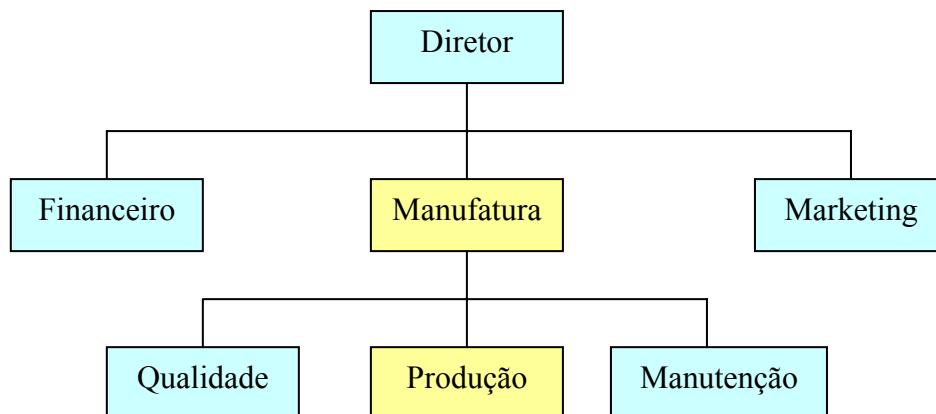 Diretor
Financeiro
Manufatura
Marketing
Qualidade
Produção
Manutenção